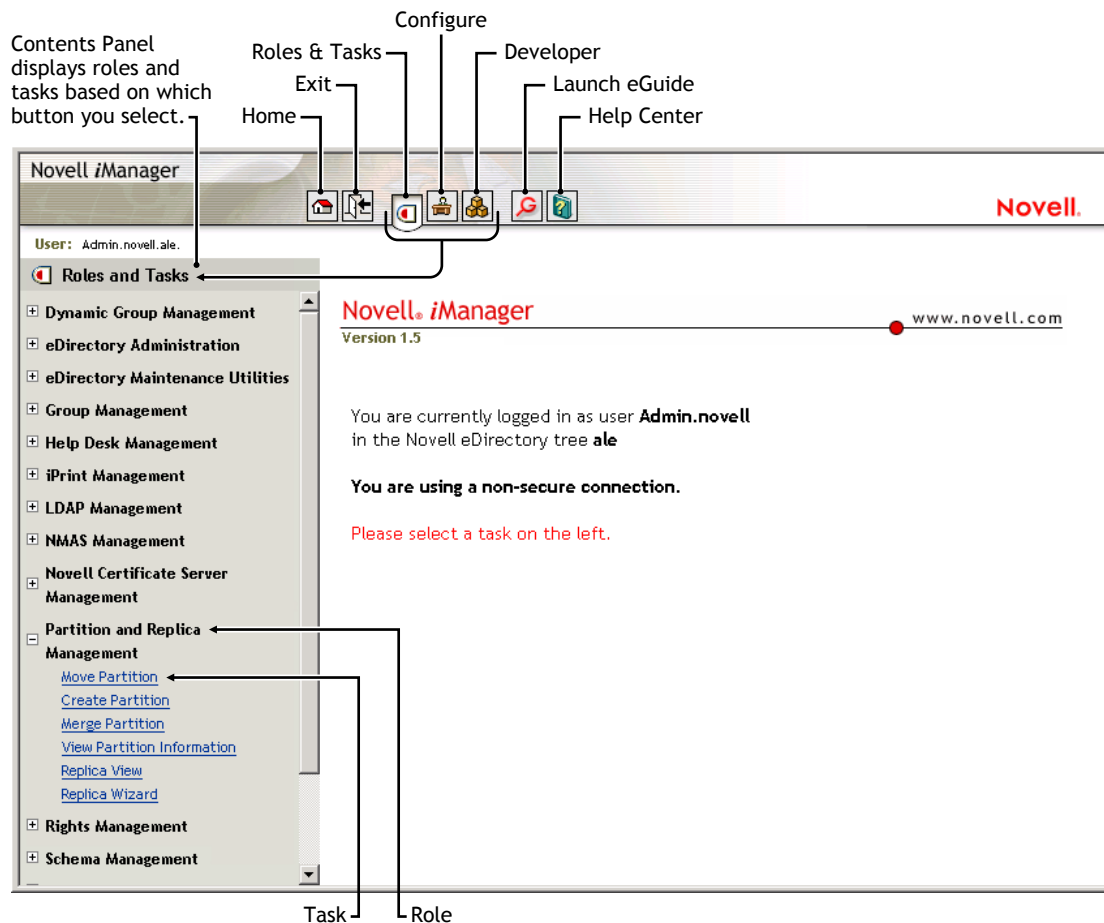 Configure
Contents Panel
displays roles and
tasks based on which
button you select.
Roles & Tasks
Developer
Exit
Launch eGuide
Home
Help Center
Novell iManager
Novell.
User: Admin.novell.ale.
Roles and Tasks
Dynamic Group Management
eDirectory Administration
eDirectory Maintenance Utilities
Group Management
Help Desk Management
iPrint Management
LDAP Management
NMAS Management
Novell Certificate Server
Management
Partition and Replica
Management
Move Partition
Create Partition
Merge Partition
View Partition Information
Replica View
Replica Wizard
Rights Management
Schema Management
Novell® iManager
www.novell.com
Version 1.5
You are currently logged in as user Admin.novell
in the Novell eDirectory tree ale
You are using a non-secure connection.
Please select a task on the left.
Task
Role